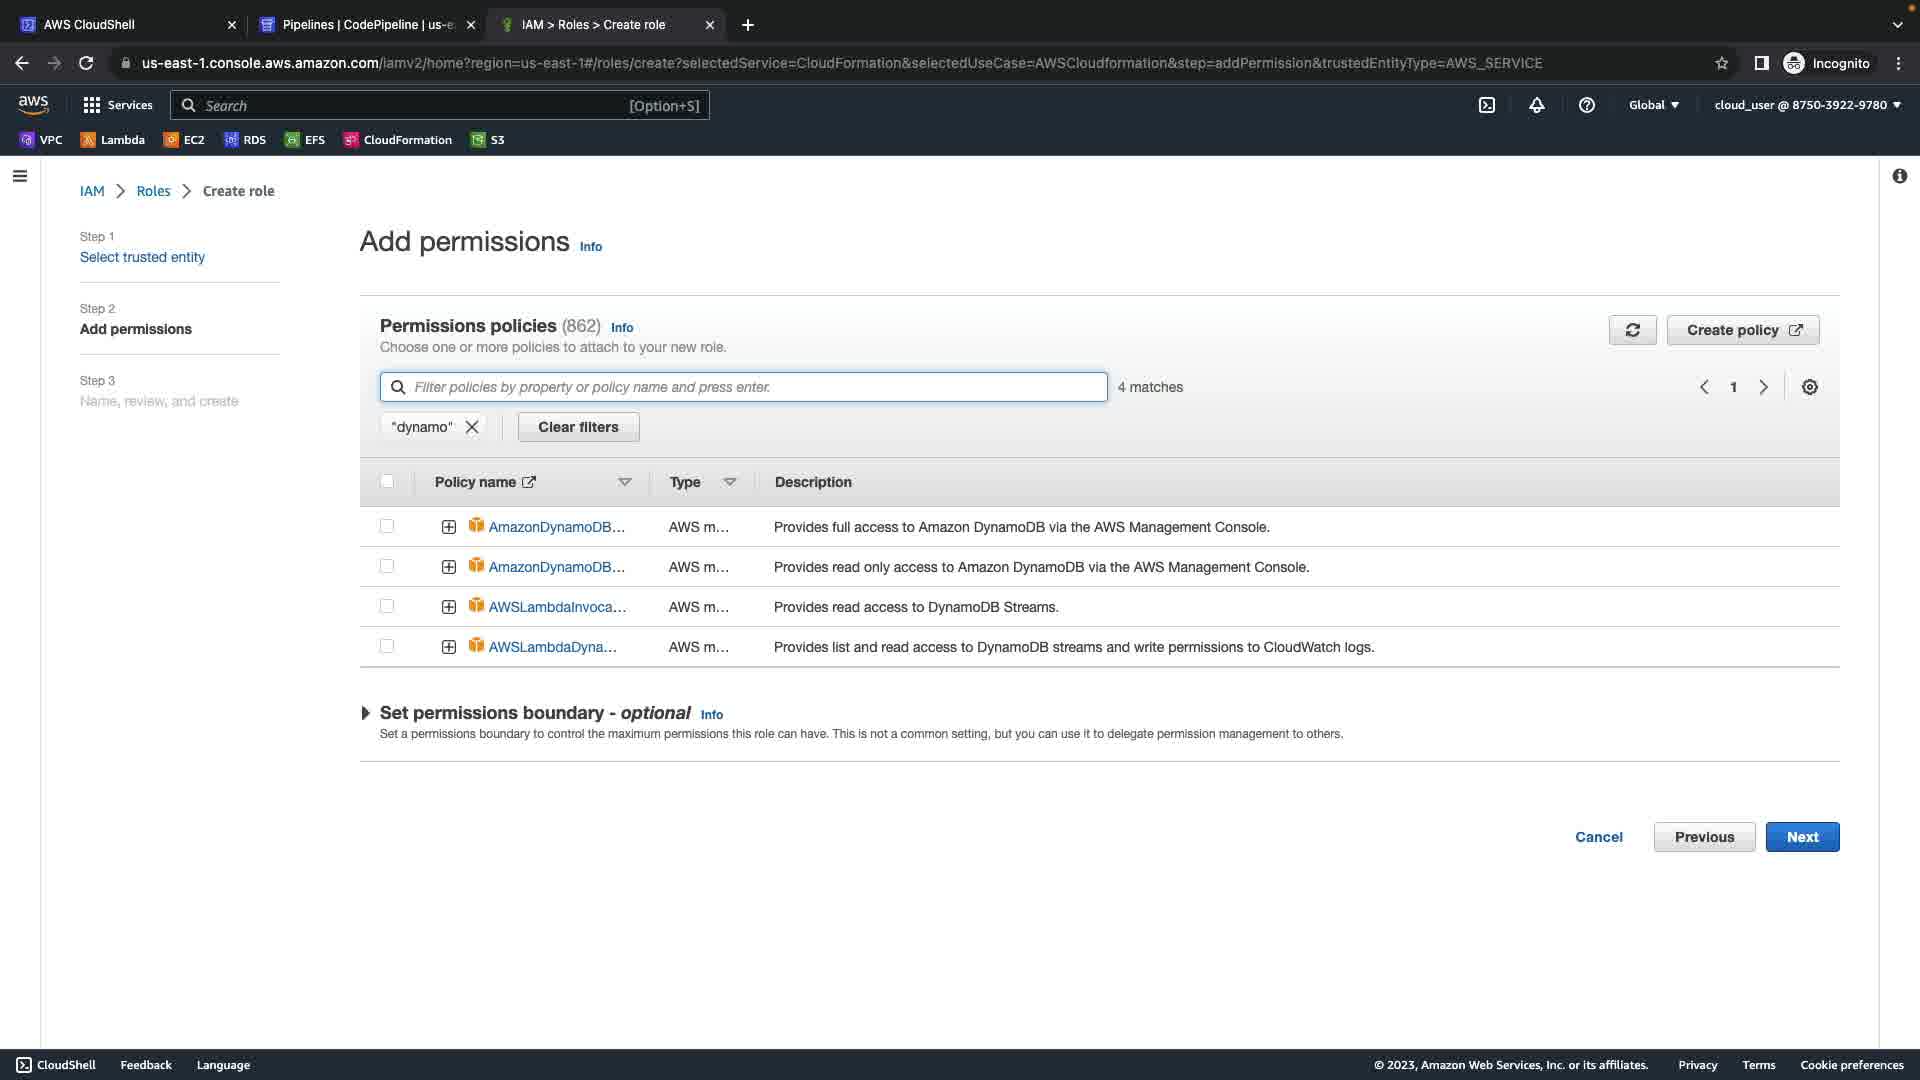 AWS CloudShell
Pipelines | CodePipeline | us-e
IAM > Roles > Create role
us-east-1.console.aws.amazon.com/iamv2/home?region=us-east-1#/roles/create?selectedService=CloudFormation&selectedUseCase=AWSCloudformation&step=addPermission&trustedEntityType=AWS_SERVICE
Incognito
aws
Services
Search
[Option+S]
Global
cloud_user @ 8750-3922-9780
VPC
Lambda
EC2
RDS
EFS
CloudFormation
S3
IAM
Roles
Create role
Step 1
Select trusted entity
Step 2
Add permissions
Step 3
Name, review, and create
Add permissions Info
Permissions policies (862) Info
Choose one or more policies to attach to your new role.
Create policy
Filter policies by property or policy name and press enter.
4 matches
1
"dynamo"
Clear filters
Policy name
Type
Description
AmazonDynamoDB... AWS m... Provides full access to Amazon DynamoDB via the AWS Management Console.
AmazonDynamoDB... AWS m... Provides read only access to Amazon DynamoDB via the AWS Management Console.
AWSLambdaInvoca... AWS m... Provides read access to DynamoDB Streams.
AWSLambdaDyna... AWS m... Provides list and read access to DynamoDB streams and write permissions to CloudWatch logs.
Set permissions boundary - optional Info
Set a permissions boundary to control the maximum permissions this role can have. This is not a common setting, but you can use it to delegate permission management to others.
Cancel
Previous
Next
CloudShell
Feedback
Language
© 2023, Amazon Web Services, Inc. or its affiliates.
Privacy
Terms
Cookie preferences